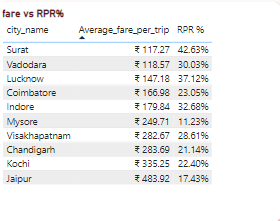 fare vs RPR%
city_name Average_fare_per_trip RPR %
Surat ₹ 117.27 42.63%
Vadodara ₹ 118.57 30.03%
Lucknow ₹ 147.18 37.12%
Coimbatore ₹ 166.98 23.05%
Indore ₹ 179.84 32.68%
Mysore ₹ 249.71 11.23%
Visakhapatnam ₹ 282.67 28.61%
Chandigarh ₹ 283.69 21.14%
Kochi ₹ 335.25 22.40%
Jaipur ₹ 483.92 17.43%